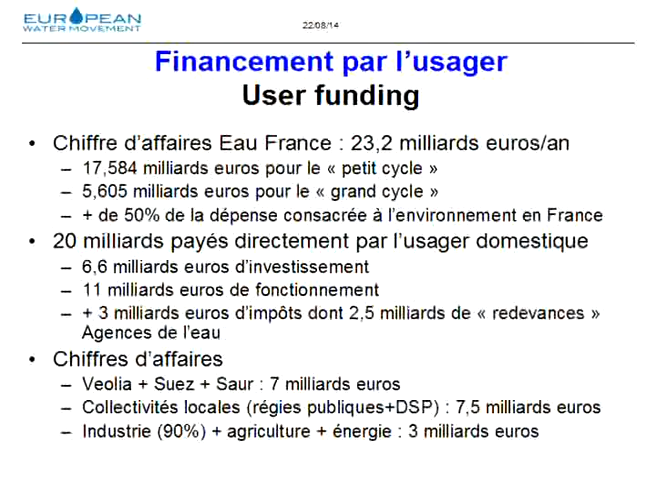 EUROPEAN
WATER MOVEMENT
22/08/14
Financement par l'usager
User funding
• Chiffre d'affaires Eau France : 23,2 milliards euros/an
– 17,584 milliards euros pour le « petit cycle »
– 5,605 milliards euros pour le « grand cycle »
– + de 50% de la dépense consacrée à l'environnement en France
• 20 milliards payés directement par l'usager domestique
– 6,6 milliards euros d'investissement
– 11 milliards euros de fonctionnement
– + 3 milliards euros d'impôts dont 2,5 milliards de « redevances »
Agences de l'eau
• Chiffres d'affaires
– Veolia + Suez + Saur : 7 milliards euros
– Collectivités locales (régies publiques+DSP) : 7,5 milliards euros
– Industrie (90%) + agriculture + énergie : 3 milliards euros